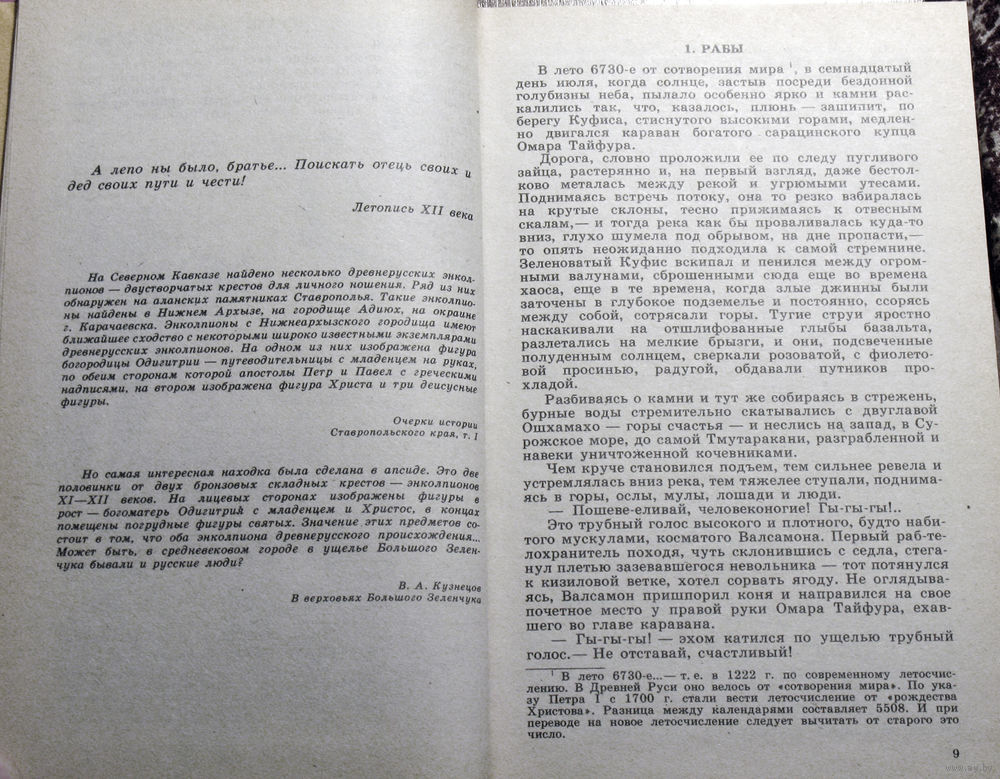 А лепо ны было, братье... Поискать отець своих и
дед своих пути и чести!
Летопись XII века
На Северном Кавказе найдено несколько древнерусских энкол-
пионов — двустворчатых крестов для личного ношения. Ряд из них
обнаружен на аланских памятниках Ставрополья. Такие энколпио-
ны найдены в Нижнем Архызе, на городище Адиюх, на окраине
г. Карачаевска. Энколпионы с Нижнеархызского городища имеют
ближайшее сходство с некоторыми широко известными экземплярами
древнерусских энколпионов. На одном из них изображена фигура
богородицы Одигитрии — путеводительницы с младенцем на руках,
по обеим сторонам которой апостолы Петр и Павел с греческими
надписями, на втором изображена фигура Христа и три деисусные
фигуры.
Очерки истории
Ставропольского края, т. I
Но самая интересная находка была сделана в апсиде. Это две
половинки от двух бронзовых складных крестов — энколпионов
XI—XII веков. На лицевых сторонах изображены фигуры в
рост — богоматерь Одигитрий с младенцем и Христос, в концах
помещены погрудные фигуры святых. Значение этих предметов со-
стоит в том, что оба энколпиона древнерусского происхождения...
Может быть, в средневековом городе в ущелье Большого Зелен-
чука бывали и русские люди?
В. А. Кузнецов
В верховьях Большого Зеленчука
1. РАБЫ
В лето 6730-е от сотворения мира ¹, в семнадцатый
день июля, когда солнце, застыв посреди бездонной
голубизны неба, пылало особенно ярко и камни рас-
калились так, что, казалось, плюнь — зашипит, по
берегу Куфиса, стиснутого высокими горами, медлен-
но двигался караван богатого сарацинского купца
Омара Тайфура.
Дорога, словно проложили ее по следу пугливого
зайца, растерянно и, на первый взгляд, даже бестол-
ково металась между рекой и угрюмыми утесами.
Поднимаясь встречь потоку, она то резко взбиралась
на крутые склоны, тесно прижимаясь к отвесным
скалам,— и тогда река как бы проваливалась куда-то
вниз, глухо шумела под обрывом, на дне пропасти,—
то опять неожиданно подходила к самой стремнине.
Зеленоватый Куфис вскипал и пенился между огром-
ными валунами, сброшенными сюда еще во времена
хаоса, еще в те времена, когда злые джинны были
заточены в глубокое подземелье и постоянно, ссорясь
между собой, сотрясали горы. Тугие струи яростно
наскакивали на отшлифованные глыбы базальта,
разлетались на мелкие брызги, и они, подсвеченные
полуденным солнцем, сверкали розоватой, с фиолето-
вой просинью, радугой, обдавали путников про-
хладой.
Разбиваясь о камни и тут же собираясь в стрежень,
бурные воды стремительно скатывались с двуглавой
Ошхамахо — горы счастья — и неслись на запад, в Су-
рожское море, до самой Тмутаракани, разграбленной и
навеки уничтоженной кочевниками.
Чем круче становился подъем, тем сильнее ревела и
устремлялась вниз река, тем тяжелее ступали, поднима-
ясь в горы, ослы, мулы, лошади и люди.
— Пошеве-еливай, человеконогие! Гы-гы-гы!..
Это трубный голос высокого и плотного, будто наби-
того мускулами, косматого Валсамона. Первый раб-те-
лохранитель походя, чуть склонившись с седла, стега-
нул плетью зазевавшегося невольника — тот потянулся
к кизиловой ветке, хотел сорвать ягоду. Не оглядыва-
ясь, Валсамон пришпорил коня и направился на свое
почетное место у правой руки Омара Тайфура, ехав-
шего во главе каравана.
— Гы-гы-гы! — эхом катился по ущелью трубный
голос.— Не отставай, счастливый!
¹ В лето 6730-е...— т. е. в 1222 г. по современному летосчис-
лению. В Древней Руси оно велось от «сотворения мира». По ука-
зу Петра I с 1700 г. стали вести летосчисление от «рождества
Христова». Разница между календарями составляет 5508. И при
переводе на новое летосчисление следует вычитать от старого это
число.
9
www.ay.by